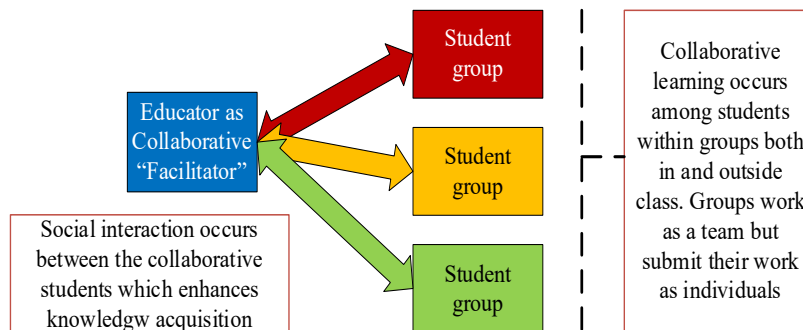 Student
group
Educator as
Collaborative
“Facilitator”
Student
group
Student
group
Social interaction occurs
between the collaborative
students which enhances
knowledgw acquisition
Collaborative
learning occurs
among students
within groups both
in and outside
class. Groups work
as a team but
submit their work
as individuals